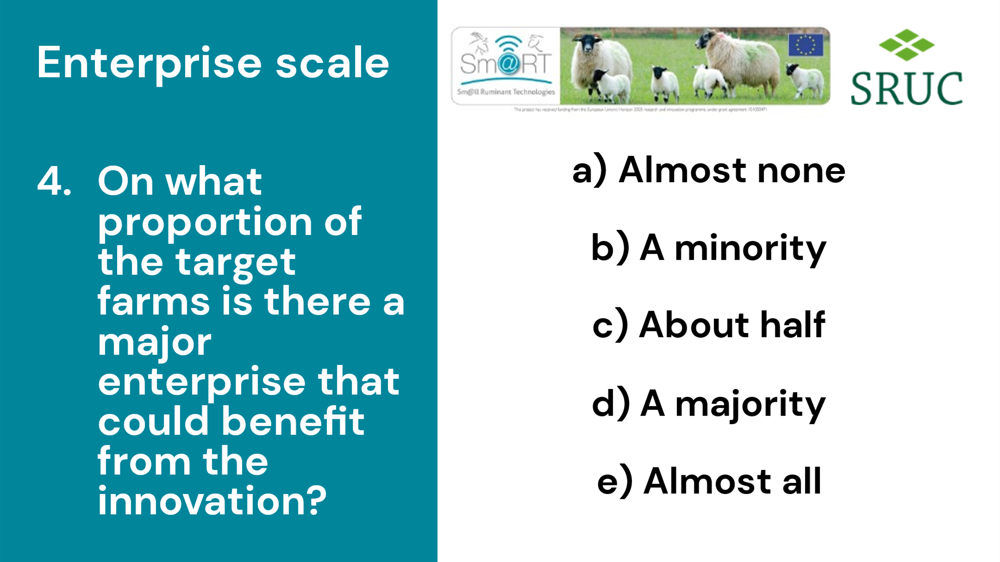 Enterprise scale
4. On what
proportion of
the target
farms is there a
major
enterprise that
could benefit
from the
innovation?
Sm@RT
Sm@ll Ruminant Technologies
This project has received funding from the European Union's Horizon 2020 research and innovation programme, under grant agreement
SRUC
a) Almost none
b) A minority
c) About half
d) A majority
e) Almost all